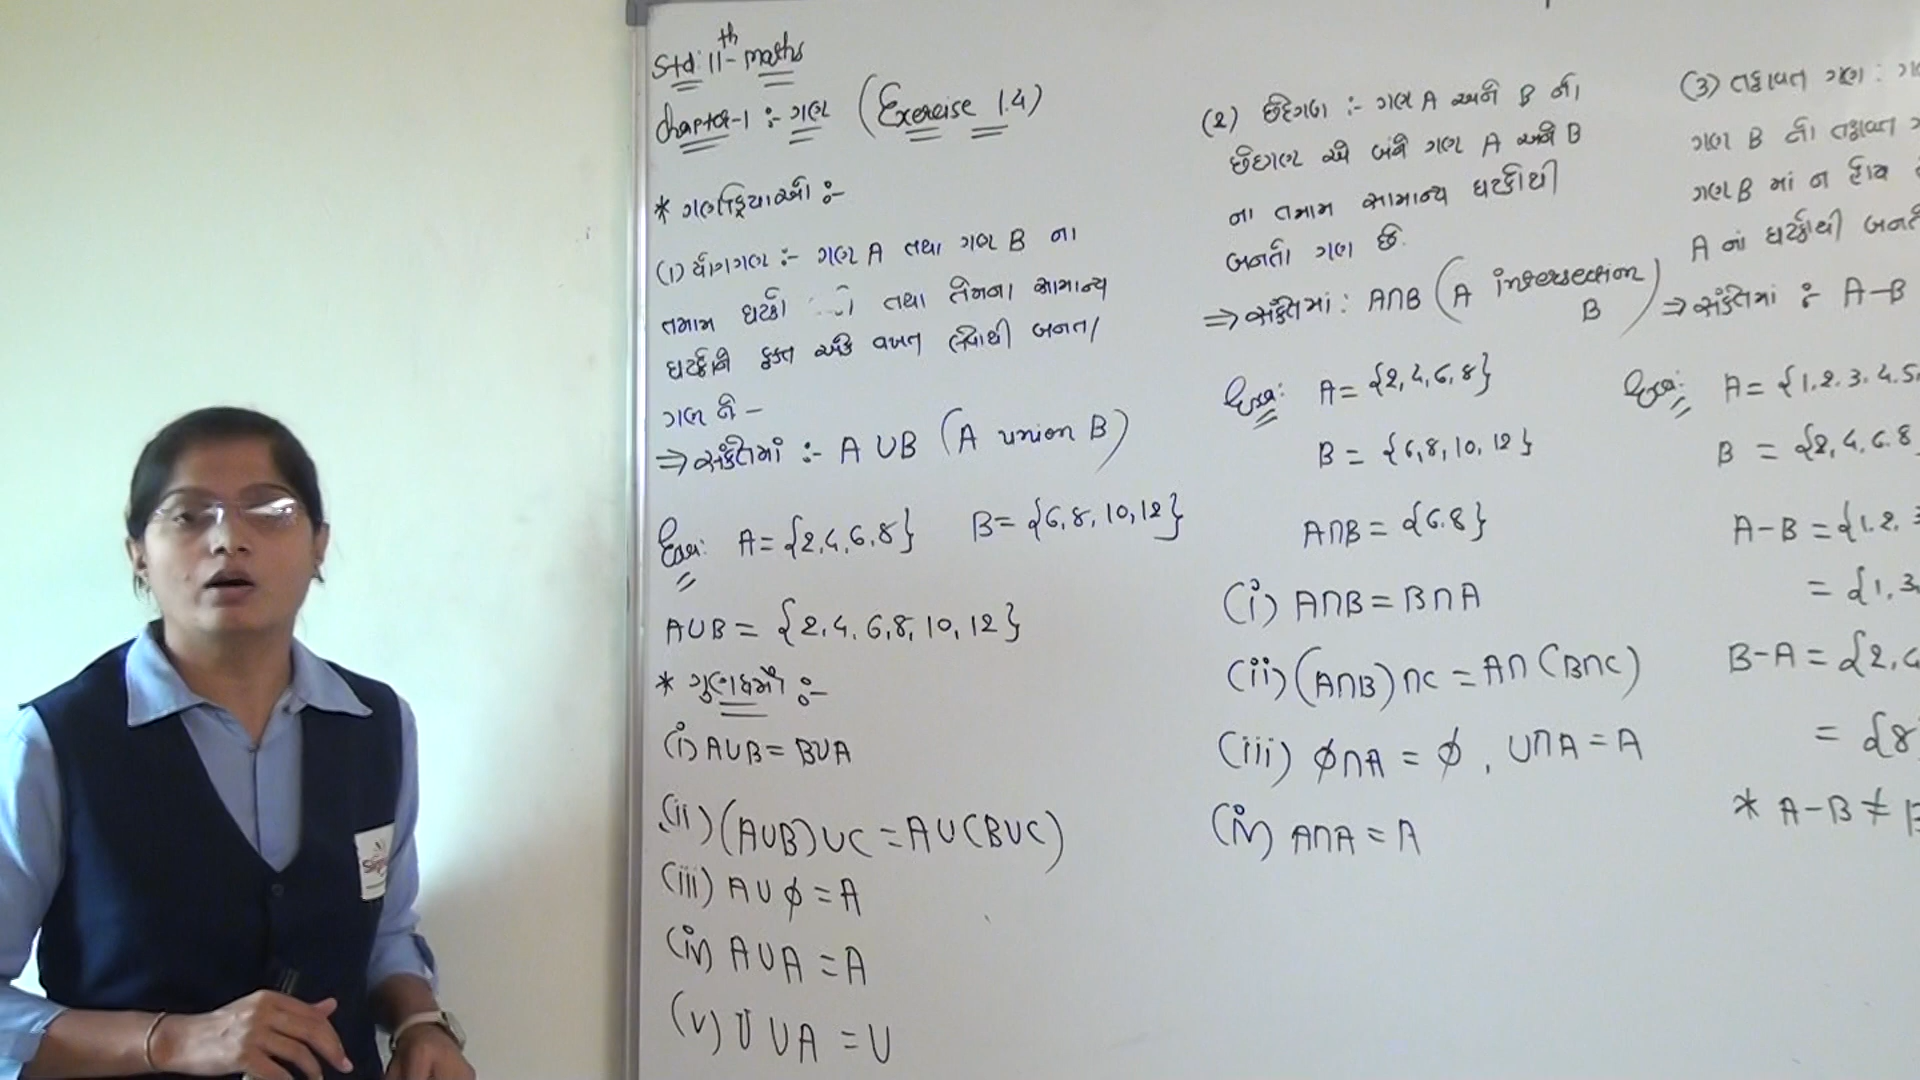 Std: 11th- maths
chapter-1 :- ગણ (Exercise 1.4)
* ગણક્રિયાઓ :-
(1) યોગગણ :- ગણ A તથા ગણ B ના
તમામ ઘટકો તથા તેમના સામાન્ય
ઘટકોને ફક્ત એક વખત લેવાથી બનતા
ગણ ને -
⇒ સંકેતમાં :- A ∪ B (A union B)
Exa: A = {2, 4, 6, 8} B = {6, 8, 10, 12}
A∪B = {2, 4, 6, 8, 10, 12}
* ગુણધર્મો :-
(i) A∪B = B∪A
(ii) (A∪B)∪C = A∪(B∪C)
(iii) A∪ϕ = A
(iv) A∪A = A
(v) U∪A = U
(2) છેદગણ :- ગણ A અને B નો
છેદગણ એ બંને ગણ A અને B
ના તમામ સામાન્ય ઘટકોથી
બનતો ગણ છે.
⇒ સંકેતમાં : A∩B (A intersection B)
Exa: A = {2, 4, 6, 8}
B = {6, 8, 10, 12}
A∩B = {6. 8}
(i) A∩B = B∩A
(ii) (A∩B)∩C = A∩(B∩C)
(iii) ϕ∩A = ϕ, U∩A = A
(iv) A∩A = A
(3) તફાવત ગણ :
ગણ B નો તફાવત
ગણ B માં ન હોય
A નાં ઘટકોથી
⇒ સંકેતમાં : A-B
Exa: A = {1. 2. 3. 4. 5.
B = {2, 4, 6. 8
A-B = {1. 2.
= {1, 3
B-A = {2,
= {8
* A-B ≠